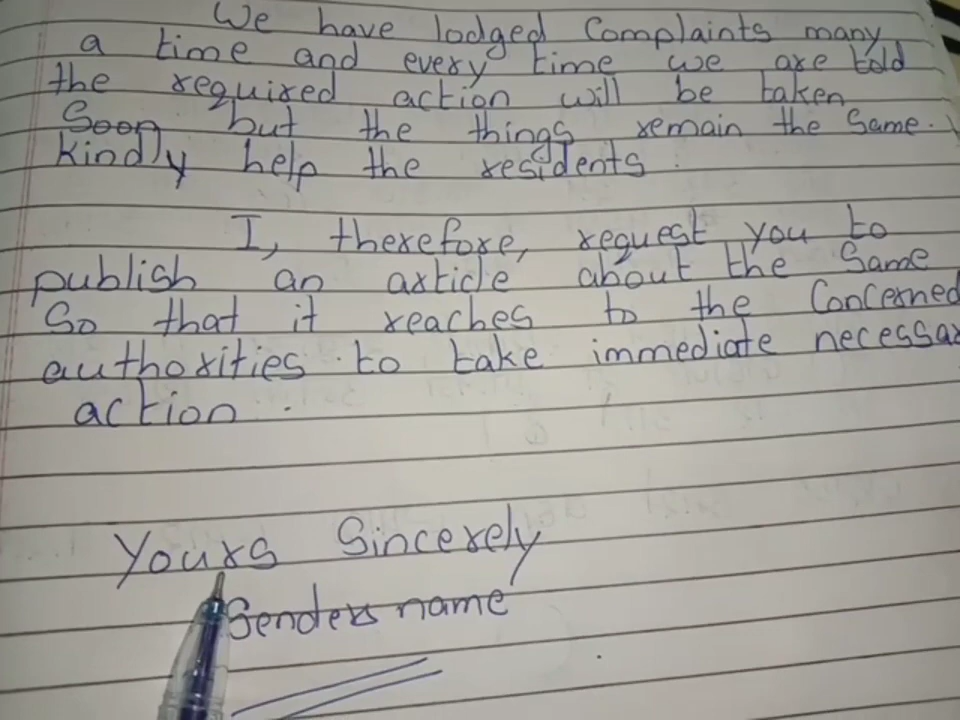 We have lodged Complaints many
a time and every time we are told
the required action will be taken
Soon but the things remain the Same.
kindly help the residents.
I, therefore, request you to
publish an article about the Same
So that it reaches to the Concerned
authorities to take immediate necessar
action.
Yours Sincerely
Senders name